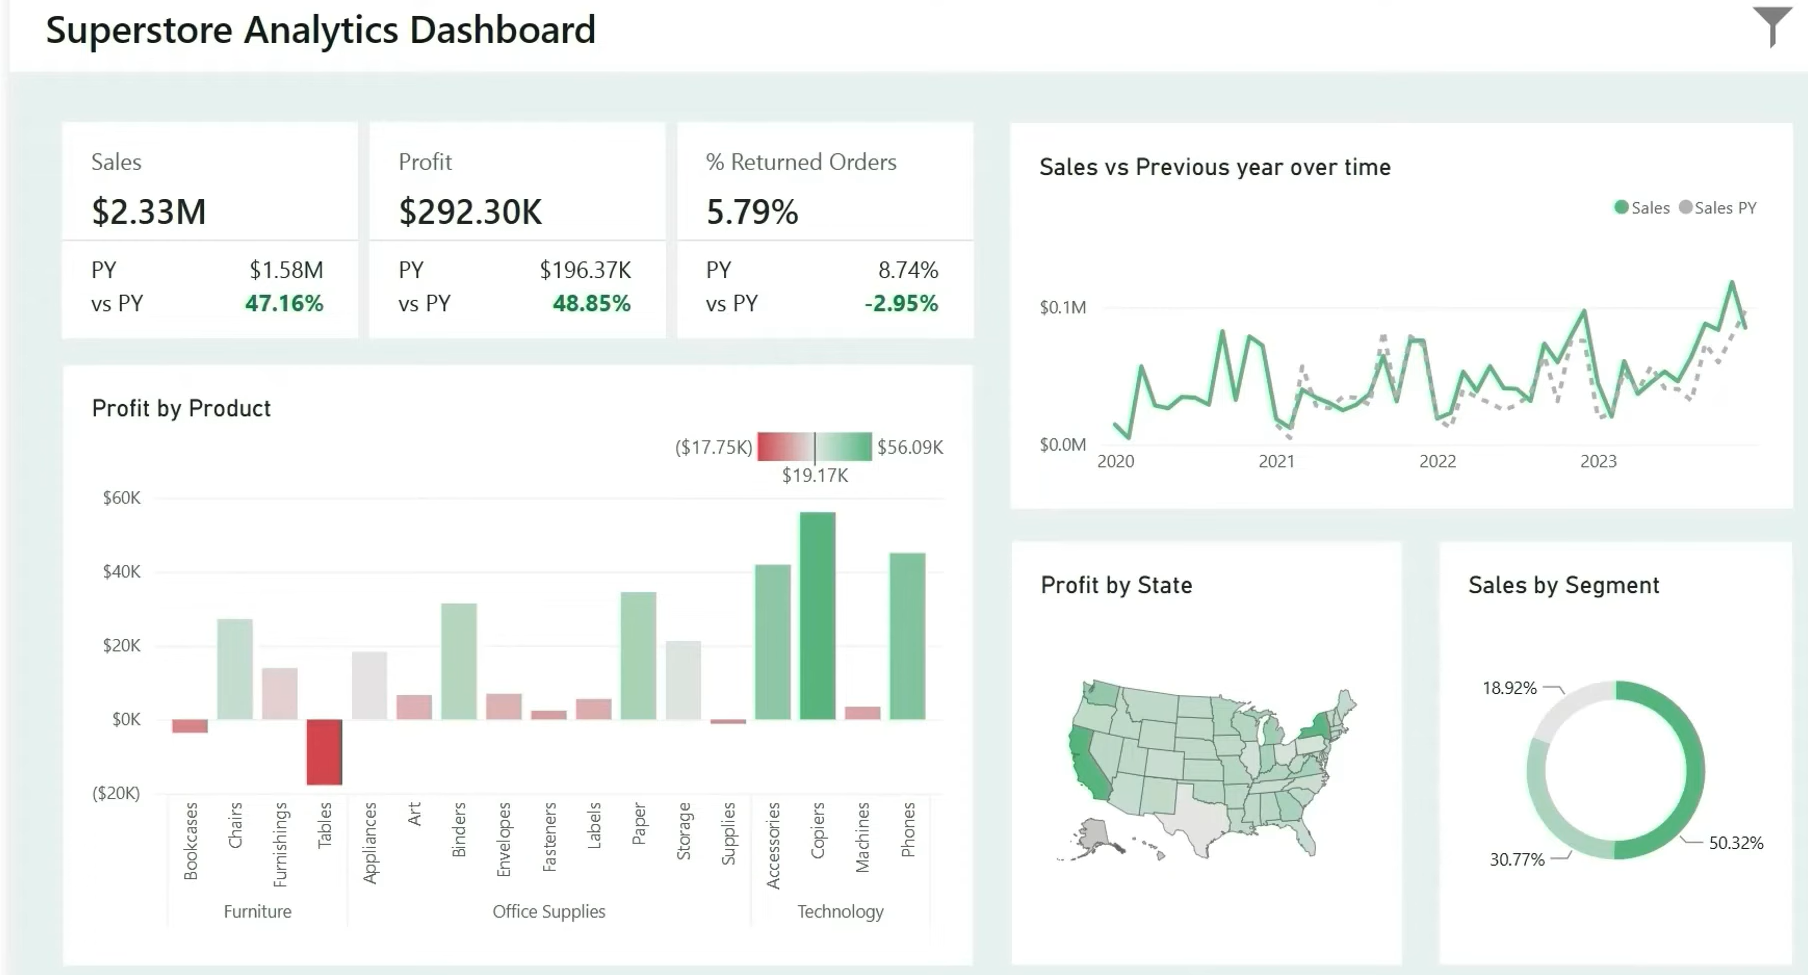 Superstore Analytics Dashboard
Sales
$2.33M
PY $1.58M
vs PY 47.16%
Profit
$292.30K
PY $196.37K
vs PY 48.85%
% Returned Orders
5.79%
PY 8.74%
vs PY -2.95%
Sales vs Previous year over time
Sales Sales PY
$0.1M
$0.0M
2020 2021 2022 2023
Profit by Product
($17.75K) $56.09K
$19.17K
$60K
$40K
$20K
$0K
($20K)
Bookcases
Chairs
Furnishings
Tables
Appliances
Art
Binders
Envelopes
Fasteners
Labels
Paper
Storage
Supplies
Accessories
Copiers
Machines
Phones
Furniture Office Supplies Technology
Profit by State
Sales by Segment
18.92%
50.32%
30.77%